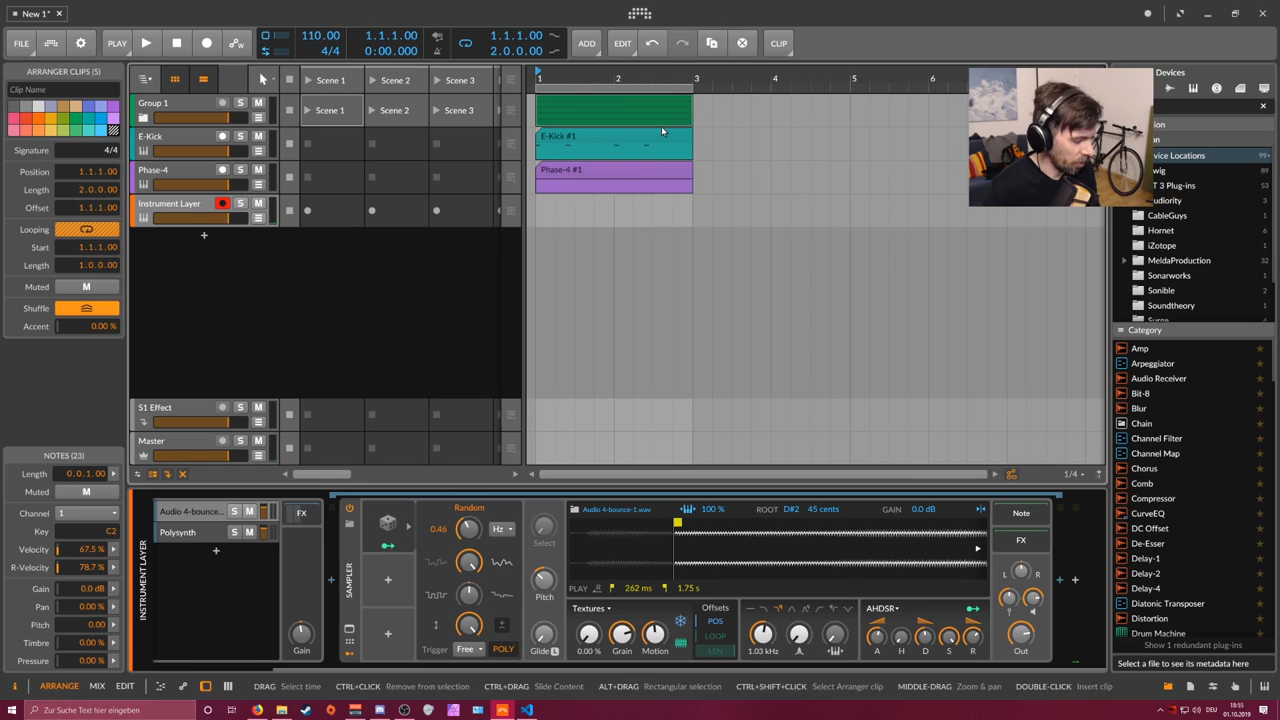 New 1*
FILE
PLAY
110.00
4/4
1.1.1.00
0:00.000
1.1.1.00
2.0.0.00
ADD
EDIT
CLIP
ARRANGER CLIPS (5)
Clip Name
Signature 4/4
Position 1.1.1.00
Length 2.0.0.00
Offset 1.1.1.00
Looping
Start 1.1.1.00
Length 1.0.0.00
Muted M
Shuffle
Accent 0.00 %
NOTES (23)
Length 0.0.1.00
Muted M
Channel 1
Key C2
Velocity 67.5 %
R-Velocity 78.7 %
Gain 0.0 dB
Pan 0.00 %
Pitch 0.00
Timbre 0.00 %
Pressure 0.00 %
Scene 1 Scene 2 Scene 3
Group 1 S M
Scene 1 Scene 2 Scene 3
E-Kick S M
Phase-4 S M
Instrument Layer S M
S1 Effect S M
Master S M
1 2 3 4 5 6
E-Kick #1
Phase-4 #1
1/4
Devices
99+
CableGuys
Hornet
iZotope
MeldaProduction 32
Sonarworks
Sonible
Soundtheory
Category
Amp
Arpeggiator
Audio Receiver
Bit-8
Blur
Chain
Channel Filter
Channel Map
Chorus
Comb
Compressor
CurveEQ
DC Offset
De-Esser
Delay-1
Delay-2
Delay-4
Diatonic Transposer
Distortion
Drum Machine
Show 1 redundant plug-ins
Select a file to see its metadata here
INSTRUMENT LAYER
Audio 4-bounce... S M
Polysynth S M
FX
Gain
SAMPLER
Random
0.46 Hz
Trigger Free POLY
Select
Pitch
Glide L
Audio 4-bounce-1.wav 100 % ROOT D#2 45 cents GAIN 0.0 dB
PLAY 262 ms 1.75 s
Textures
0.00 % Grain Motion
Offsets
POS
LOOP
LEN
1.03 kHz
AHDSR
A H D S R
Note
FX
L R
Out
ARRANGE MIX EDIT
DRAG Select time CTRL+CLICK Remove from selection CTRL+DRAG Slide Content ALT+DRAG Rectangular selection CTRL+SHIFT+CLICK Select Arranger clip MIDDLE-DRAG Zoom & pan DOUBLE-CLICK Insert clip
Zur Suche Text hier eingeben
DEU
18:55
01.10.2019